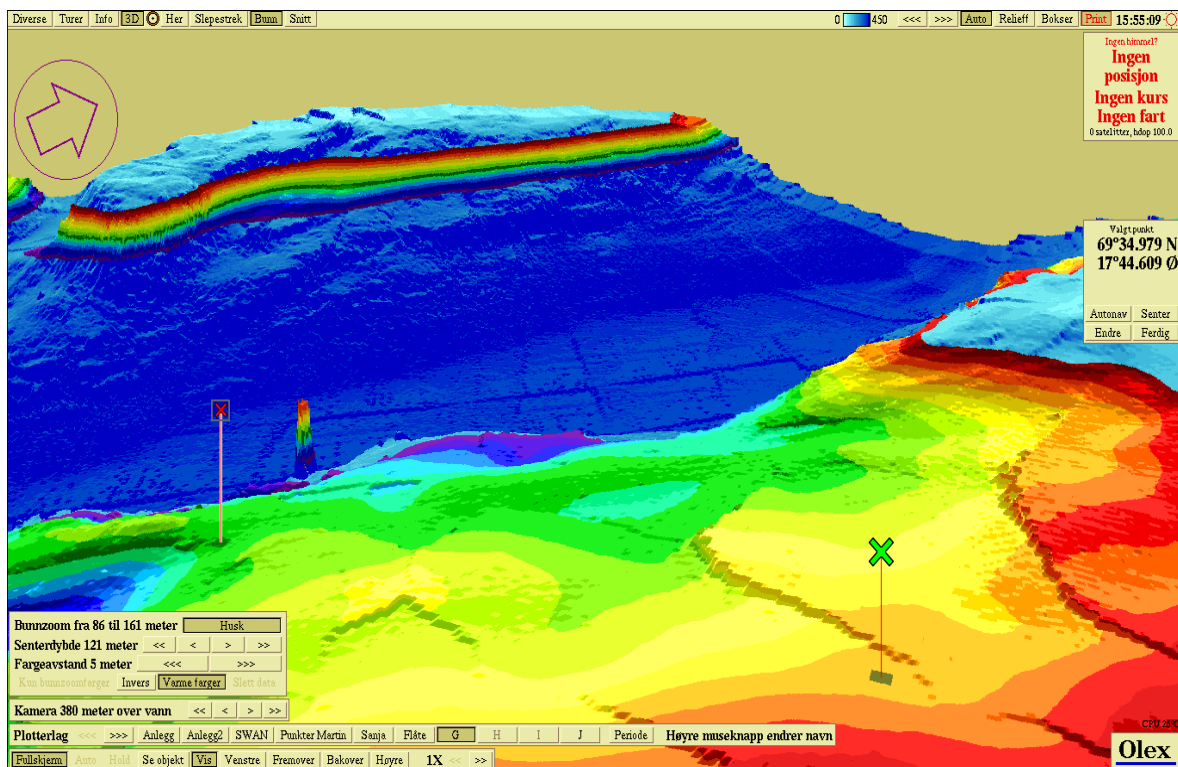 Diverse Turer Info 3D Her Slepestrek Bunn Snitt 0 450 <<< >>> Auto Relieff Bokser Print 15:55:09
Ingen himmel?
Ingen
posisjon
Ingen kurs
Ingen fart
0 satelitter, hdop 100.0
Valgt punkt
69°34.979 N
17°44.609 Ø
Autonav Senter
Endre Ferdig
Bunnzoom fra 86 til 161 meter Husk
Senterdybde 121 meter << < > >>
Fargeavstand 5 meter <<< >>>
Kun bunnzoomfarger Invers Varme farger Slett data
Kamera 380 meter over vann << < > >>
CPU 25°C
Plotterlag <<< >>> Anlegg Anlegg2 SWAN Punkter Martin Sanja Flåte G H I J Periode Høyre museknapp endrer navn
Olex
Auto Hold Se objekt Vis Venstre Fremover Bakover Høyre 1X << >>